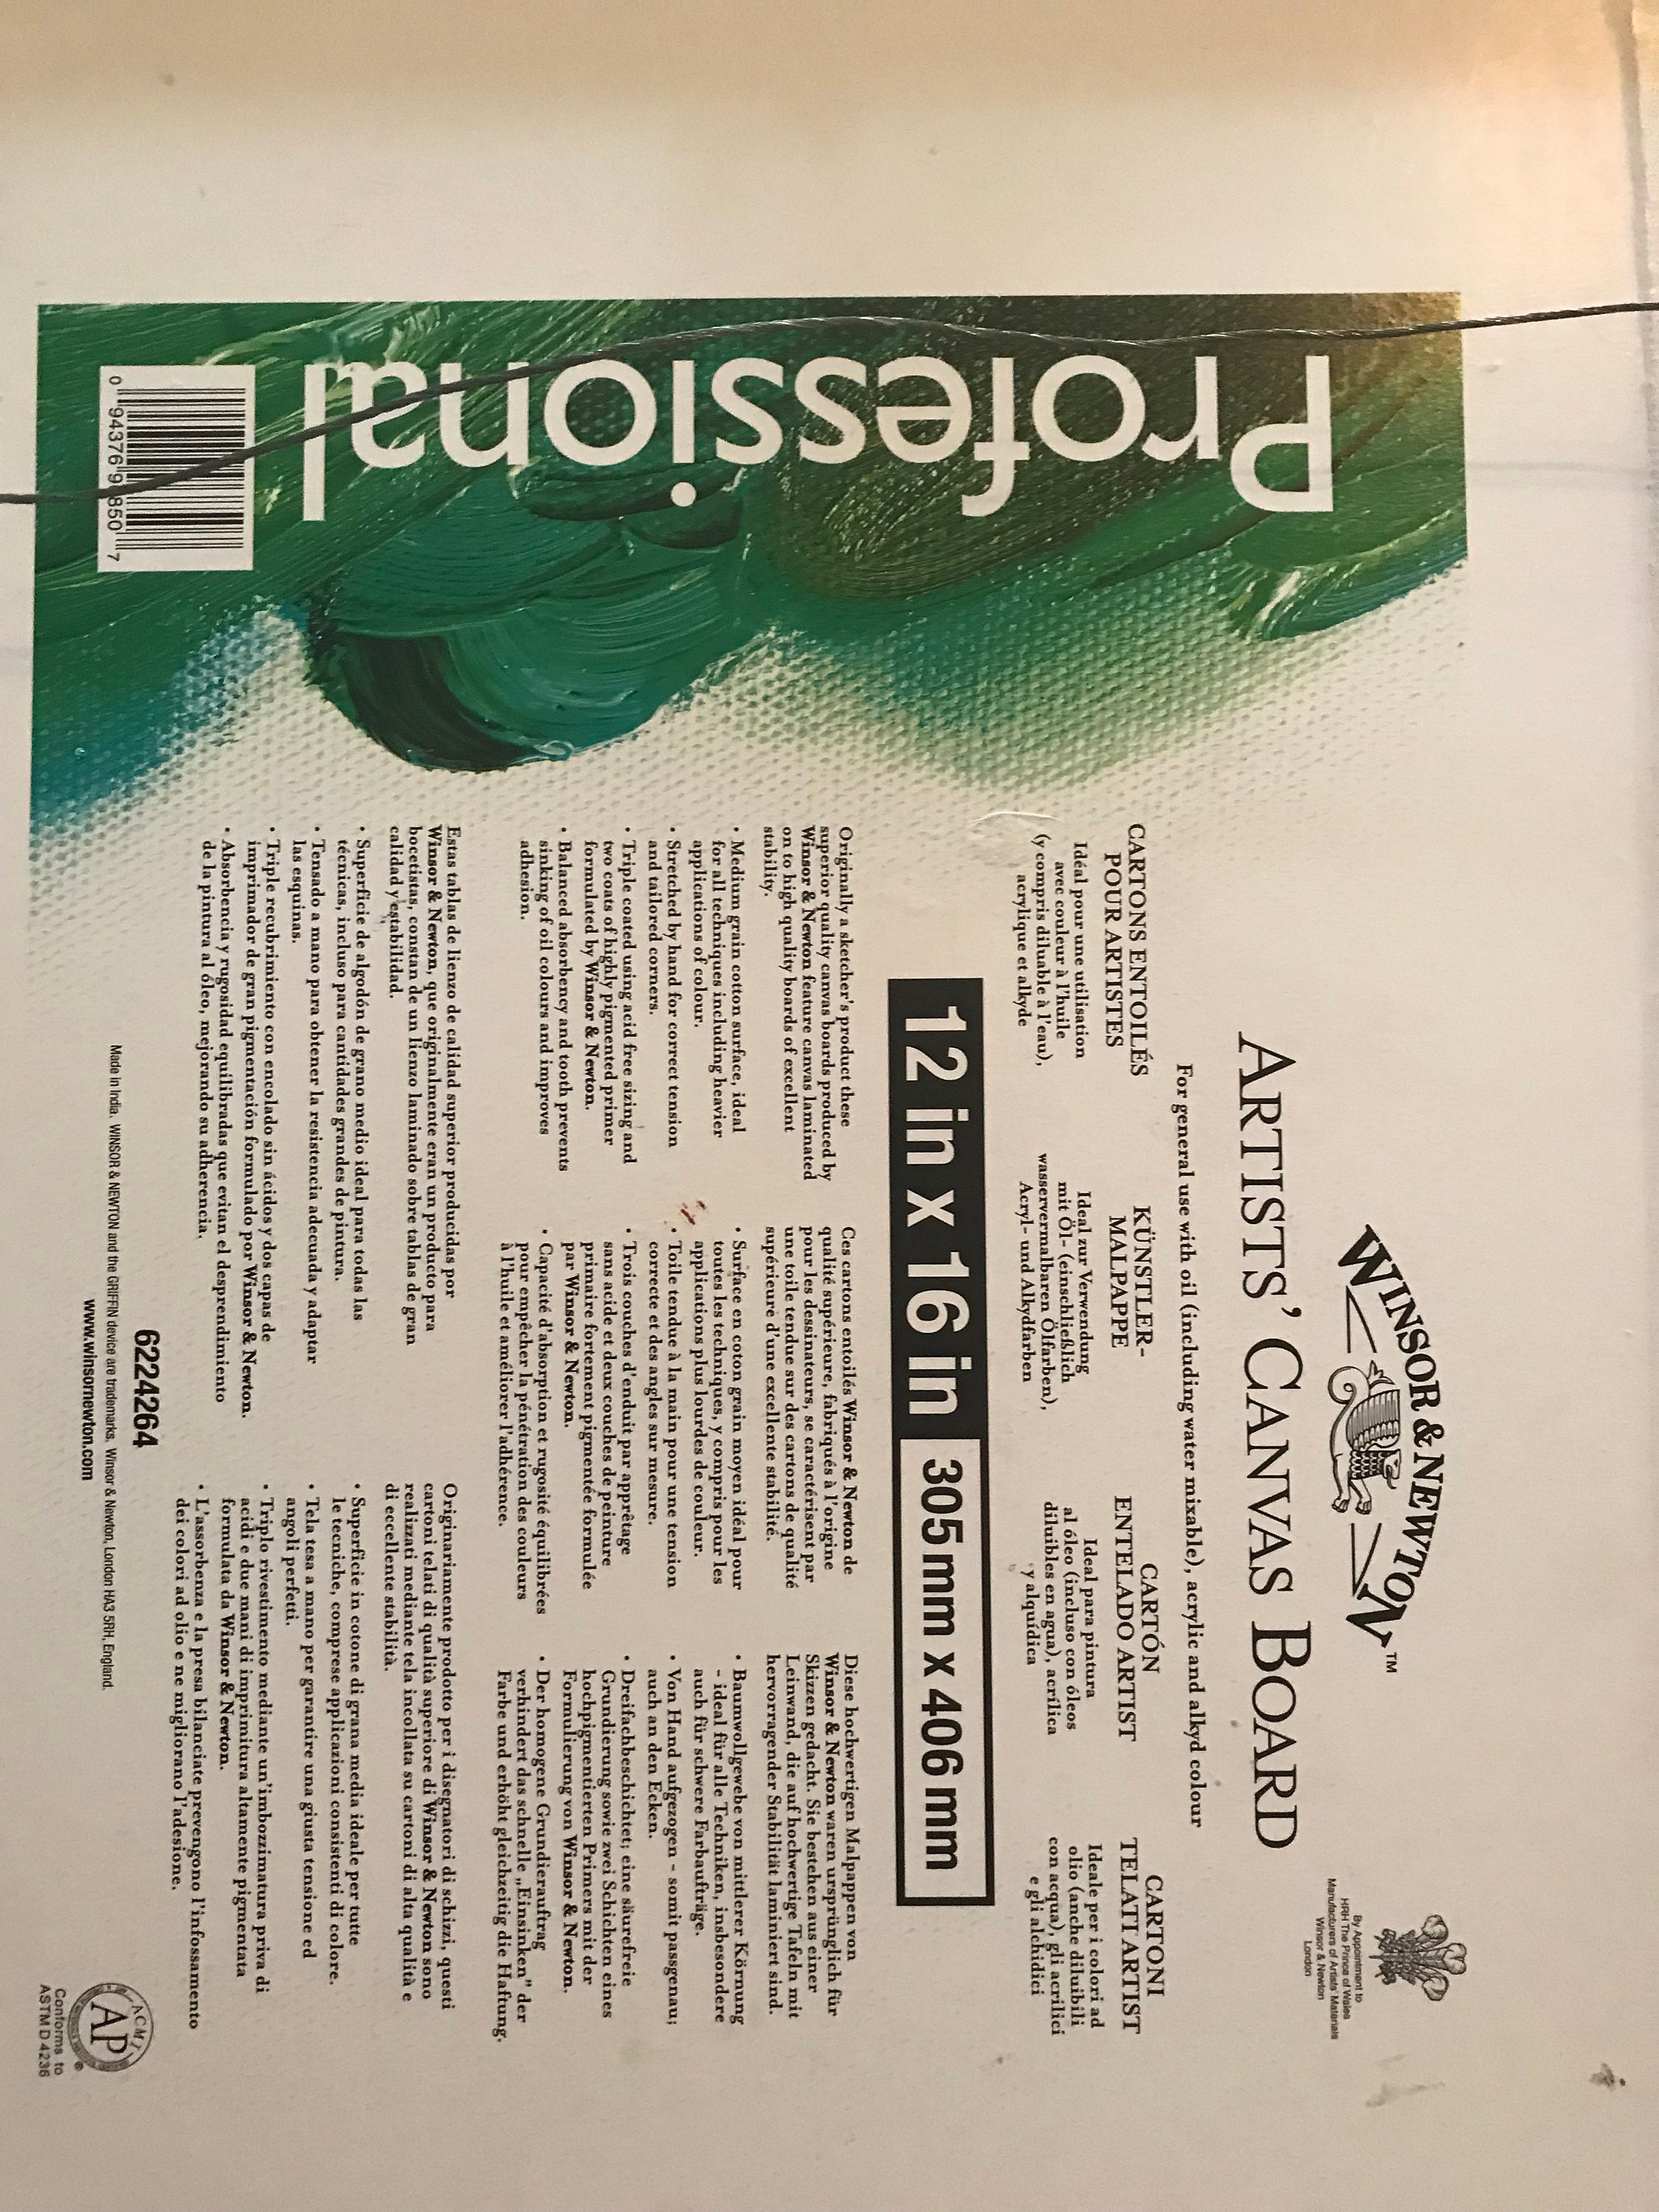 Professional
0 94376 91850 7
WINSOR & NEWTON™
By Appointment to
HRH The Prince of Wales
Manufacturers of Artists' Materials
Winsor & Newton
London
ARTISTS' CANVAS BOARD
For general use with oil (including water mixable), acrylic and alkyd colour
CARTONS ENTOILÉS
POUR ARTISTES
Idéal pour une utilisation
avec couleur à l'huile
(y compris diluable à l'eau),
acrylique et alkyde
KÜNSTLER-
MALPAPPE
Ideal zur Verwendung
mit Öl- (einschließlich
wasservermalbaren Ölfarben),
Acryl- und Alkydfarben
CARTÓN
ENTELADO ARTIST
Ideal para pintura
al óleo (incluso con óleos
diluibles en agua), acrílica
y alquídica
CARTONI
TELATI ARTIST
Ideale per i colori ad
olio (anche diluibili
con acqua), gli acrilici
e gli alchidici
12 in x 16 in 305mm x 406mm
Originally a sketcher's product these
superior quality canvas boards produced by
Winsor & Newton feature canvas laminated
on to high quality boards of excellent
stability.
• Medium grain cotton surface, ideal
for all techniques including heavier
applications of colour.
• Stretched by hand for correct tension
and tailored corners.
• Triple coated using acid free sizing and
two coats of highly pigmented primer
formulated by Winsor & Newton.
• Balanced absorbency and tooth prevents
sinking of oil colours and improves
adhesion.
Ces cartons entoilés Winsor & Newton de
qualité supérieure, fabriqués à l'origine
pour les dessinateurs, se caractérisent par
une toile tendue sur des cartons de qualité
supérieure d'une excellente stabilité.
• Surface en coton grain moyen idéal pour
toutes les techniques, y compris pour les
applications plus lourdes de couleur.
• Toile tendue à la main pour une tension
correcte et des angles sur mesure.
• Trois couches d'enduit par apprêtage
sans acide et deux couches de peinture
primaire fortement pigmentée formulée
par Winsor & Newton.
• Capacité d'absorption et rugosité équilibrées
pour empêcher la pénétration des couleurs
à l'huile et améliorer l'adhérence.
Diese hochwertigen Malpappen von
Winsor & Newton waren ursprünglich für
Skizzen gedacht. Sie bestehen aus einer
Leinwand, die auf hochwertige Tafeln mit
hervorragender Stabilität laminiert sind.
• Baumwollgewebe von mittlerer Körnung
– ideal für alle Techniken, insbesondere
auch für schwere Farbaufträge.
• Von Hand aufgezogen – somit passgenau;
auch an den Ecken.
• Dreifachbeschichtet; eine säurefreie
Grundierung sowie zwei Schichten eines
hochpigmentierten Primers mit der
Formulierung von Winsor & Newton.
• Der homogene Grundierauftrag
verhindert das schnelle „Einsinken" der
Farbe und erhöht gleichzeitig die Haftung.
Estas tablas de lienzo de calidad superior producidas por
Winsor & Newton, que originalmente eran un producto para
bocetistas, constan de un lienzo laminado sobre tablas de gran
calidad y estabilidad.
• Superficie de algodón de grano medio ideal para todas las
técnicas, incluso para cantidades grandes de pintura.
• Tensado a mano para obtener la resistencia adecuada y adaptar
las esquinas.
• Triple recubrimiento con encolado sin ácidos y dos capas de
imprimador de gran pigmentación formulado por Winsor & Newton.
• Absorbencia y rugosidad equilibradas que evitan el desprendimiento
de la pintura al óleo, mejorando su adherencia.
Originariamente prodotto per i disegnatori di schizzi, questi
cartoni telati di qualità superiore di Winsor & Newton sono
realizzati mediante tela incollata su cartoni di alta qualità e
di eccellente stabilità.
• Superficie in cotone di grana media ideale per tutte
le tecniche, comprese applicazioni consistenti di colore.
• Tela tesa a mano per garantire una giusta tensione ed
angoli perfetti.
• Triplo rivestimento mediante un'imbozzimatura priva di
acidi e due mani di imprimitura altamente pigmentata
formulata da Winsor & Newton.
• L'assorbenza e la presa bilanciate prevengono l'infossamento
dei colori ad olio e ne migliorano l'adesione.
6224264
Made in India. WINSOR & NEWTON and the GRIFFIN device are trademarks, Winsor & Newton, London HA3 5RH, England.
www.winsornewton.com
ACMI
AP
Conforms to
ASTM D-4236